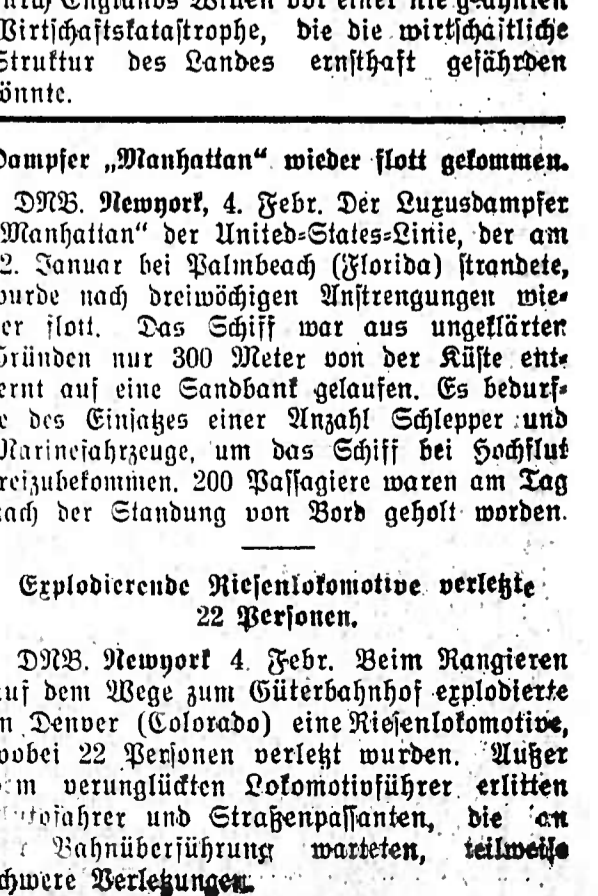 Englands Willen vor einer nie geahnten
Wirtschaftskatastrophe, die die wirtschaftliche
Struktur des Landes ernsthaft gefährden
könnte.
Dampfer „Manhattan“ wieder flott gekommen.
DNB. Newyork, 4. Febr. Der Luxusdampfer
„Manhattan“ der United-States-Linie, der am
2. Januar bei Palmbeach (Florida) strandete,
wurde nach dreiwöchigen Anstrengungen wie-
der flott. Das Schiff war aus ungeklärten
Gründen nur 300 Meter von der Küste ent-
fernt auf eine Sandbank gelaufen. Es bedurf-
te des Einsatzes einer Anzahl Schlepper und
Marinefahrzeuge, um das Schiff bei Hochflut
freizubekommen. 200 Passagiere waren am Tag
nach der Standung von Bord geholt worden.
Explodierende Riesenlokomotive verletzte
22 Personen.
DNB. Newyork 4. Febr. Beim Rangieren
auf dem Wege zum Güterbahnhof explodierte
in Denver (Colorado) eine Riesenlokomotive,
wobei 22 Personen verletzt wurden. Außer
dem verunglückten Lokomotivführer erlitten
Autofahrer und Straßenpassanten, die an
der Bahnüberführung warteten, teilweise
schwere Verletzungen.